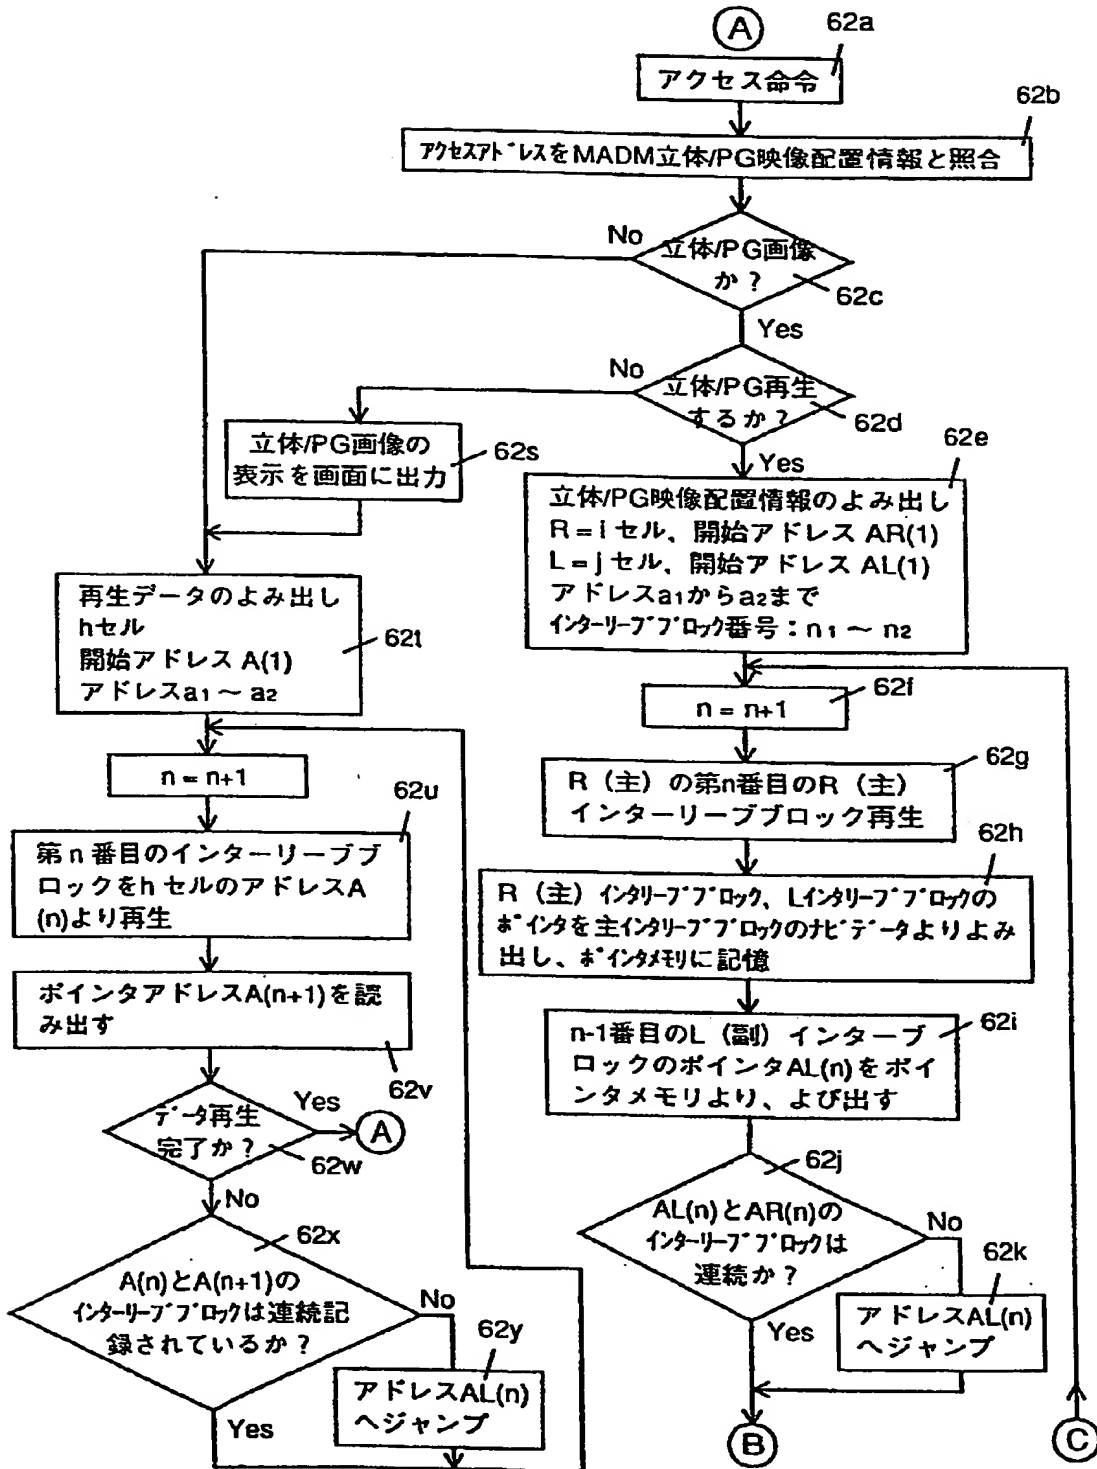 A
62a
アクセス命令
62b
アクセスアドレスをMADM立体/PG映像配置情報と照合
No
立体/PG画像
か？
62c
Yes
No
立体/PG再生
するか？
62d
Yes
立体/PG画像の
表示を画面に出力
62s
62e
立体/PG映像配置情報のよみ出し
R＝iセル、開始アドレス AR(1)
L＝jセル、開始アドレス AL(1)
アドレスa1からa2まで
インターリーブブロック番号：n1 ～ n2
再生データのよみ出し
hセル
開始アドレス A(1)
アドレスa1 ～ a2
62t
62f
n = n+1
n = n+1
62g
R（主）の第n番目のR（主）
インターリーブブロック再生
62u
第n番目のインターリーブブ
ロックをhセルのアドレスA
(n)より再生
62h
R（主）インタリーブブロック、Lインタリーブブロックの
ポインタを主インタリーブブロックのナビデータよりよみ
出し、ポインタメモリに記憶
ポインタアドレスA(n+1)を読
み出す
62v
62i
n-1番目のL（副）インターブ
ロックのポインタAL(n)をポイ
ンタメモリより、よび出す
データ再生
完了か？
Yes
A
62w
No
62j
AL(n)とAR(n)の
インターリーブブロックは
連続か？
No
62k
アドレスAL(n)
へジャンプ
Yes
62x
A(n)とA(n+1)の
インターリーブブロックは連続記
録されているか？
No
62y
アドレスAL(n)
へジャンプ
Yes
B
C